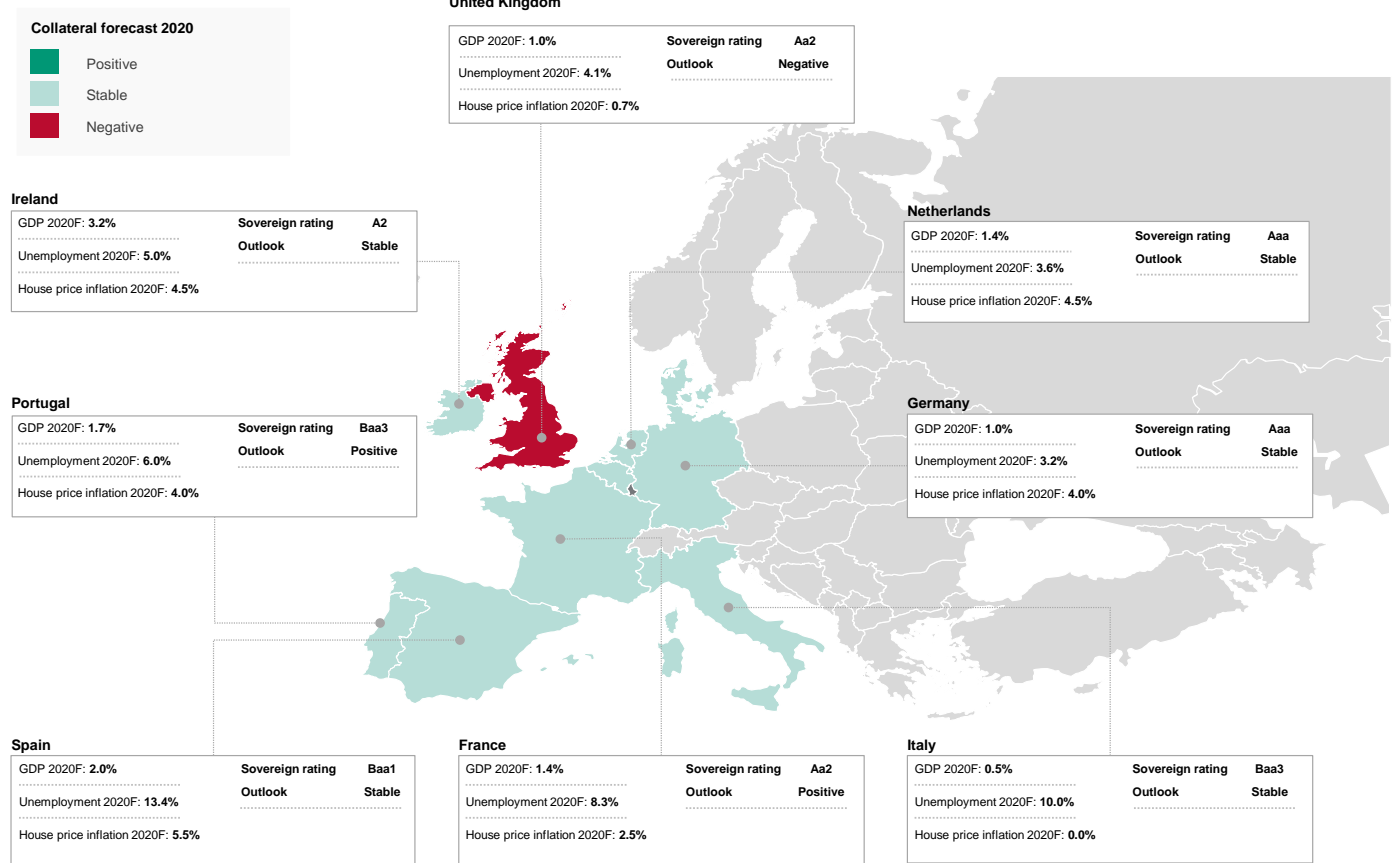 United Kingdom
Collateral forecast 2020
Positive
Stable
Negative
GDP 2020F: 1.0%
Unemployment 2020F: 4.1%
House price inflation 2020F: 0.7%
Sovereign rating Aa2
Outlook Negative
Ireland
GDP 2020F: 3.2%
Unemployment 2020F: 5.0%
House price inflation 2020F: 4.5%
Sovereign rating A2
Outlook Stable
Netherlands
GDP 2020F: 1.4%
Unemployment 2020F: 3.6%
House price inflation 2020F: 4.5%
Sovereign rating Aaa
Outlook Stable
Portugal
GDP 2020F: 1.7%
Unemployment 2020F: 6.0%
House price inflation 2020F: 4.0%
Sovereign rating Baa3
Outlook Positive
Germany
GDP 2020F: 1.0%
Unemployment 2020F: 3.2%
House price inflation 2020F: 4.0%
Sovereign rating Aaa
Outlook Stable
Spain
GDP 2020F: 2.0%
Unemployment 2020F: 13.4%
House price inflation 2020F: 5.5%
Sovereign rating Baa1
Outlook Stable
France
GDP 2020F: 1.4%
Unemployment 2020F: 8.3%
House price inflation 2020F: 2.5%
Sovereign rating Aa2
Outlook Positive
Italy
GDP 2020F: 0.5%
Unemployment 2020F: 10.0%
House price inflation 2020F: 0.0%
Sovereign rating Baa3
Outlook Stable